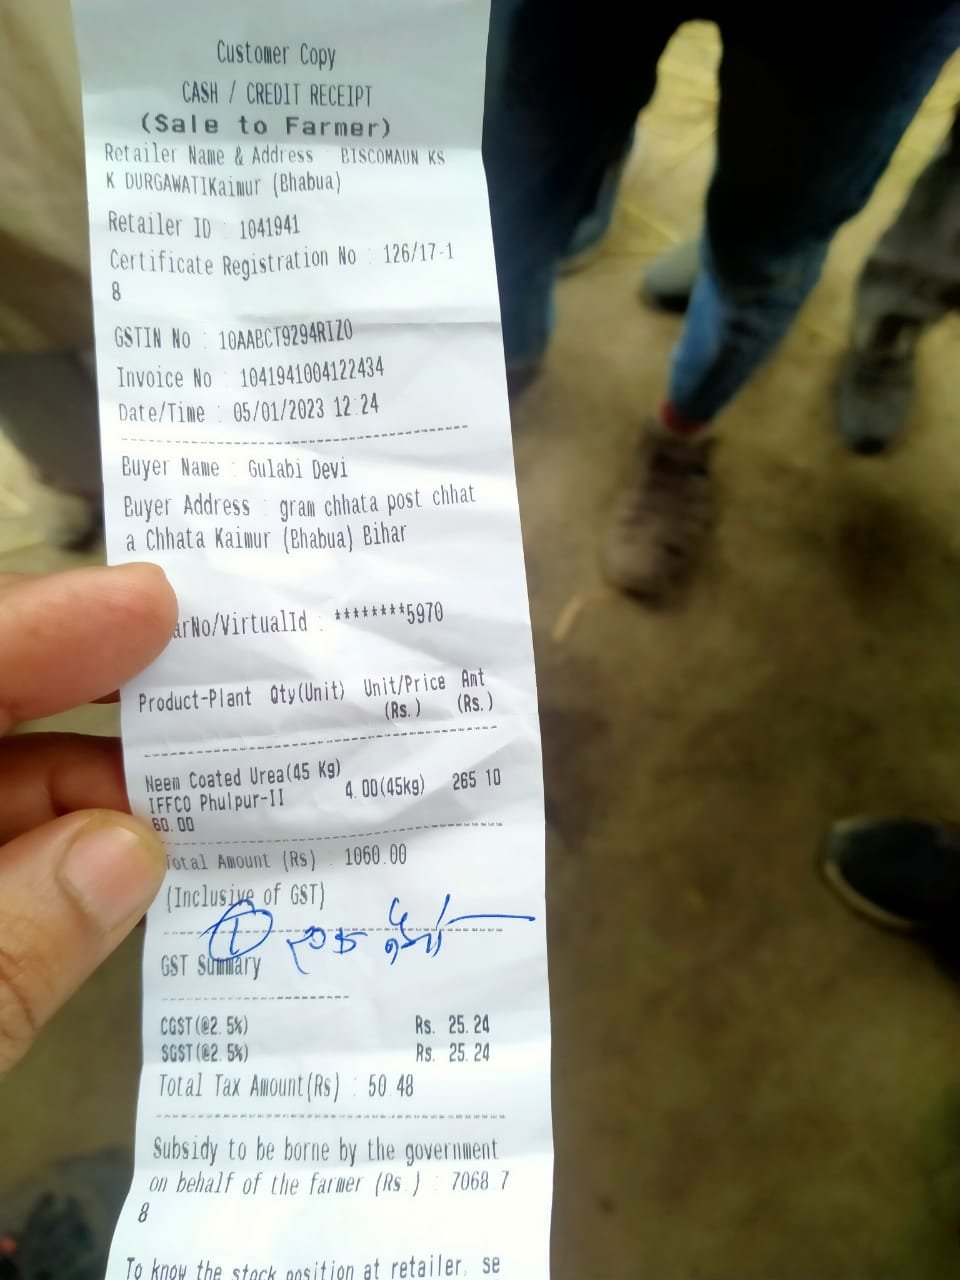 Customer Copy
CASH / CREDIT RECEIPT
(Sale to Farmer)
Retailer Name & Address : BISCOMAUN KS
K DURGAWATIKaimur (Bhabua)
Retailer ID : 1041941
Certificate Registration No : 126/17-1
8
GSTIN No : 10AABCT9294R1Z0
Invoice No : 1041941004122434
Date/Time : 05/01/2023 12:24
Buyer Name : Gulabi Devi
Buyer Address : gram chhata post chhat
a Chhata Kaimur (Bhabua) Bihar
arNo/VirtualId : ********5970
Product-Plant Qty(Unit) Unit/Price Amt
(Rs.) (Rs.)
Neem Coated Urea(45 Kg)
IFFCO Phulpur-II 4.00(45kg) 265 10
60.00
Total Amount (Rs) : 1060.00
(Inclusive of GST)
GST Summary
CGST(@2.5%) Rs. 25.24
SGST(@2.5%) Rs. 25.24
Total Tax Amount(Rs) : 50.48
Subsidy to be borne by the government
on behalf of the farmer (Rs.) : 7068.7
8
To know the stock position at retailer, se